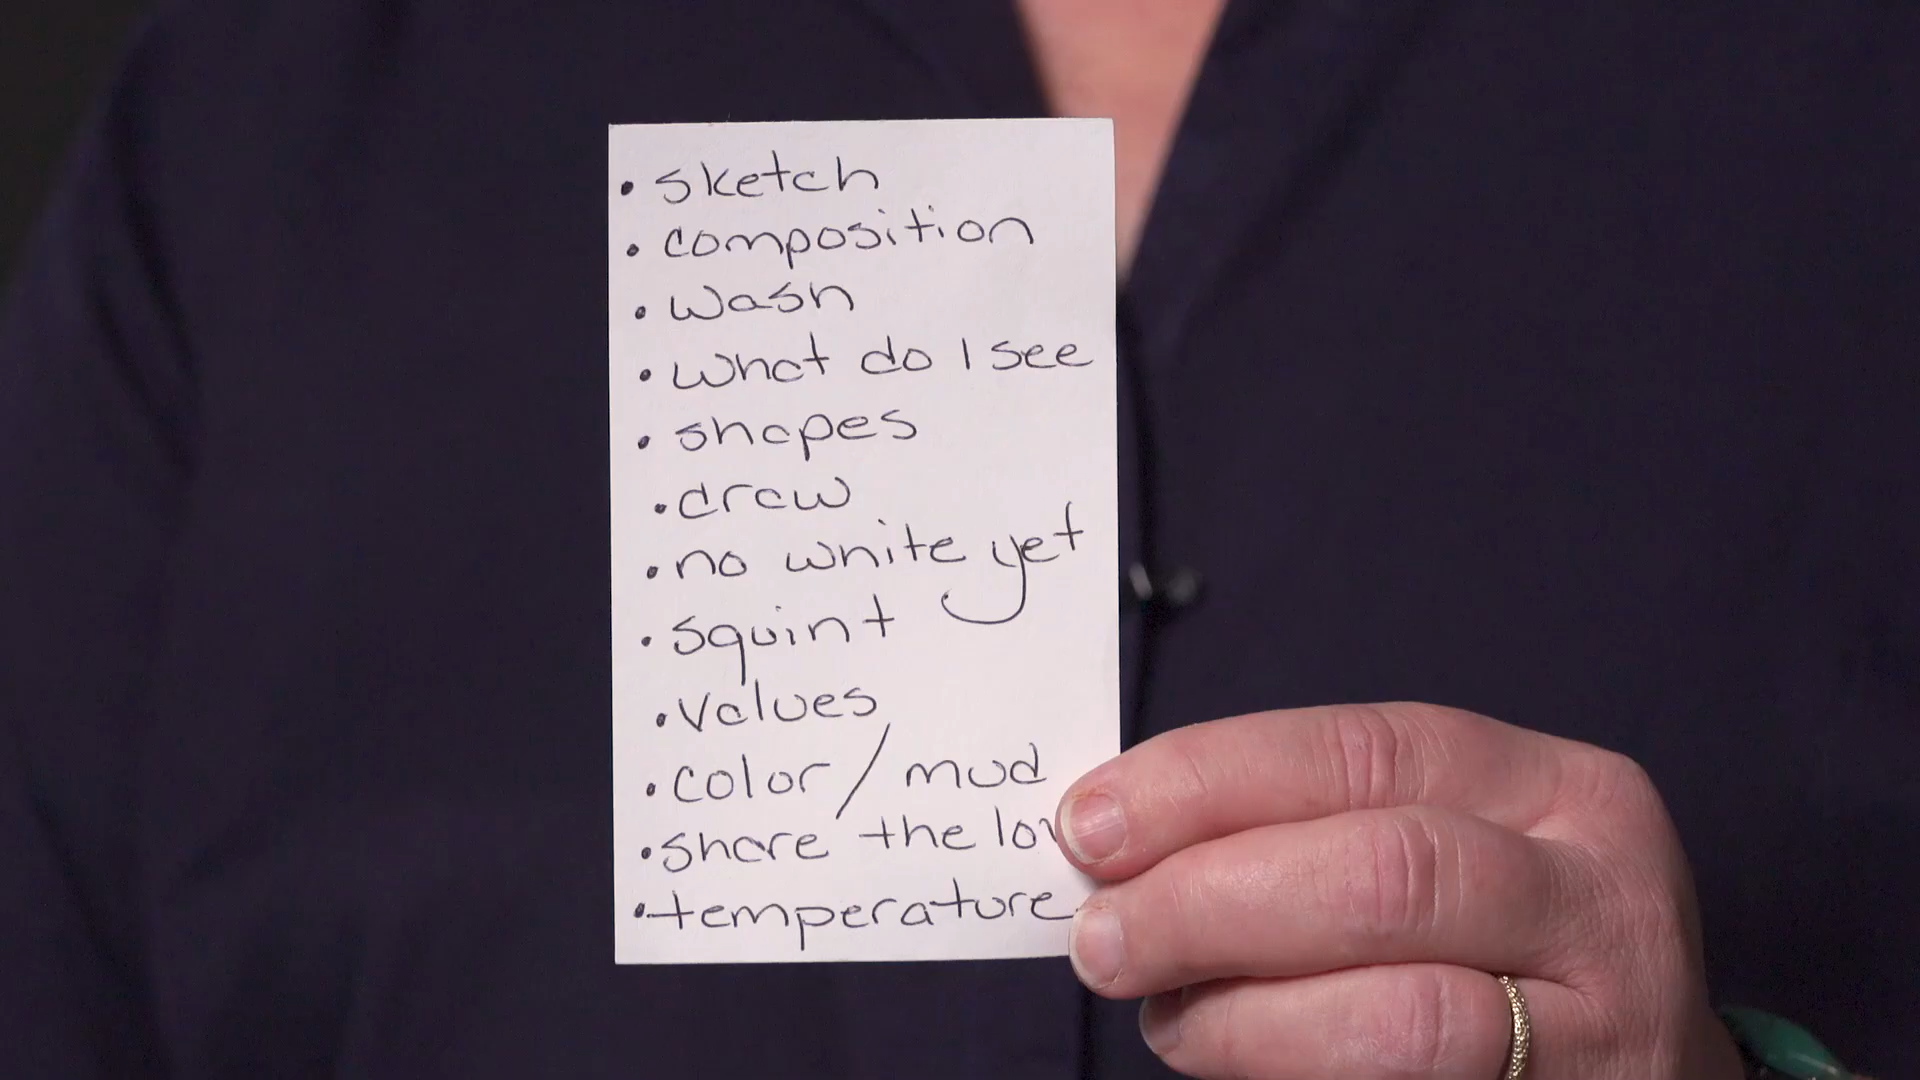 • sketch
• composition
• wash
• what do I see
• shapes
• draw
• no white yet
• squint
• values
• color / mud
• share the lov
• temperature